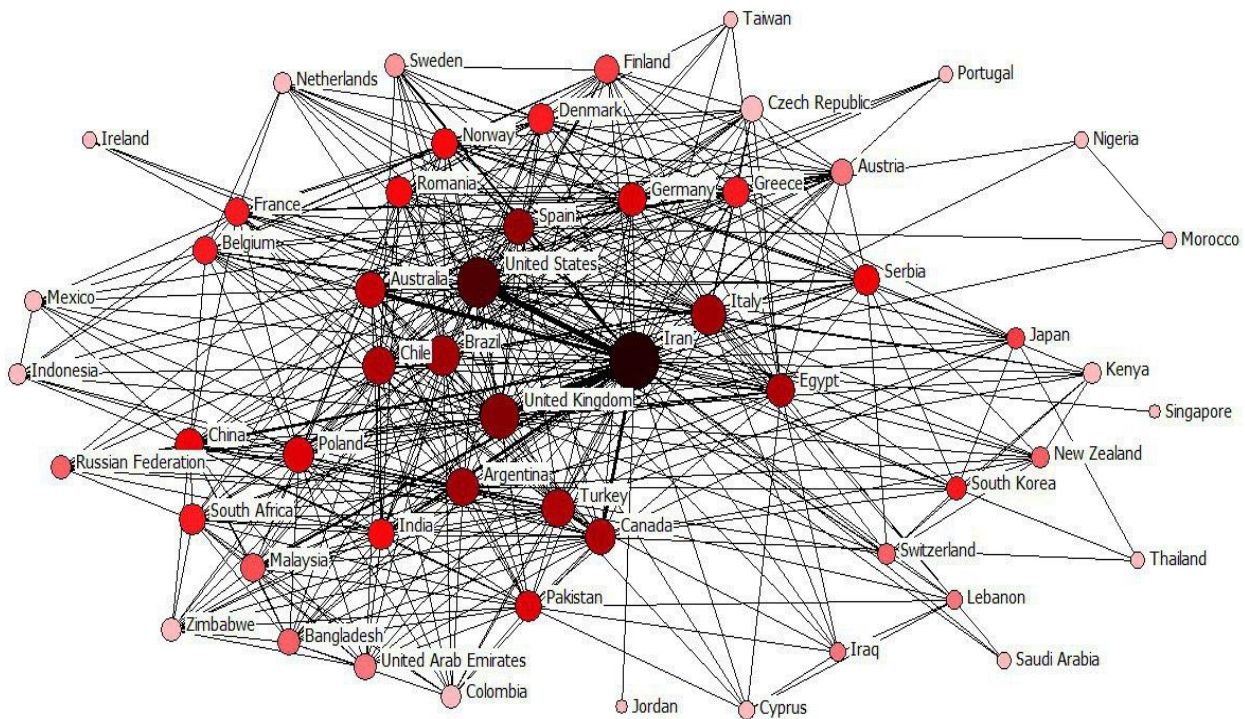 Taiwan
Sweden
Finland
Netherlands
Portugal
Czech Republic
Denmark
Norway
Ireland
Nigeria
Austria
Romania
Germany
Greece
France
Spain
Belgium
Morocco
United States
Australia
Serbia
Mexico
Italy
Iran
Japan
Brazil
Chile
Indonesia
Kenya
Egypt
United Kingdom
Singapore
China
Poland
New Zealand
Russian Federation
Argentina
South Korea
Turkey
South Africa
India
Canada
Switzerland
Malaysia
Thailand
Pakistan
Lebanon
Zimbabwe
Bangladesh
Iraq
United Arab Emirates
Saudi Arabia
Colombia
Jordan
Cyprus